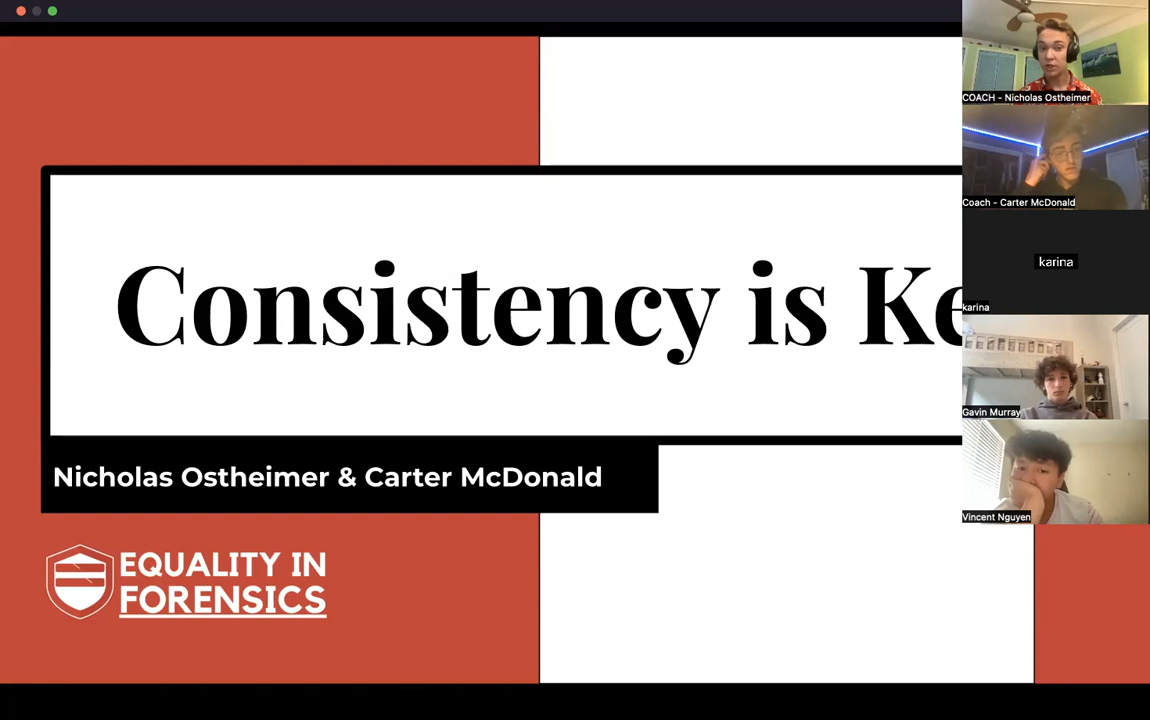 Consistency is Ke
Nicholas Ostheimer & Carter McDonald
EQUALITY IN
FORENSICS
COACH - Nicholas Ostheimer
Coach - Carter McDonald
karina
karina
Gavin Murray
Vincent Nguyen